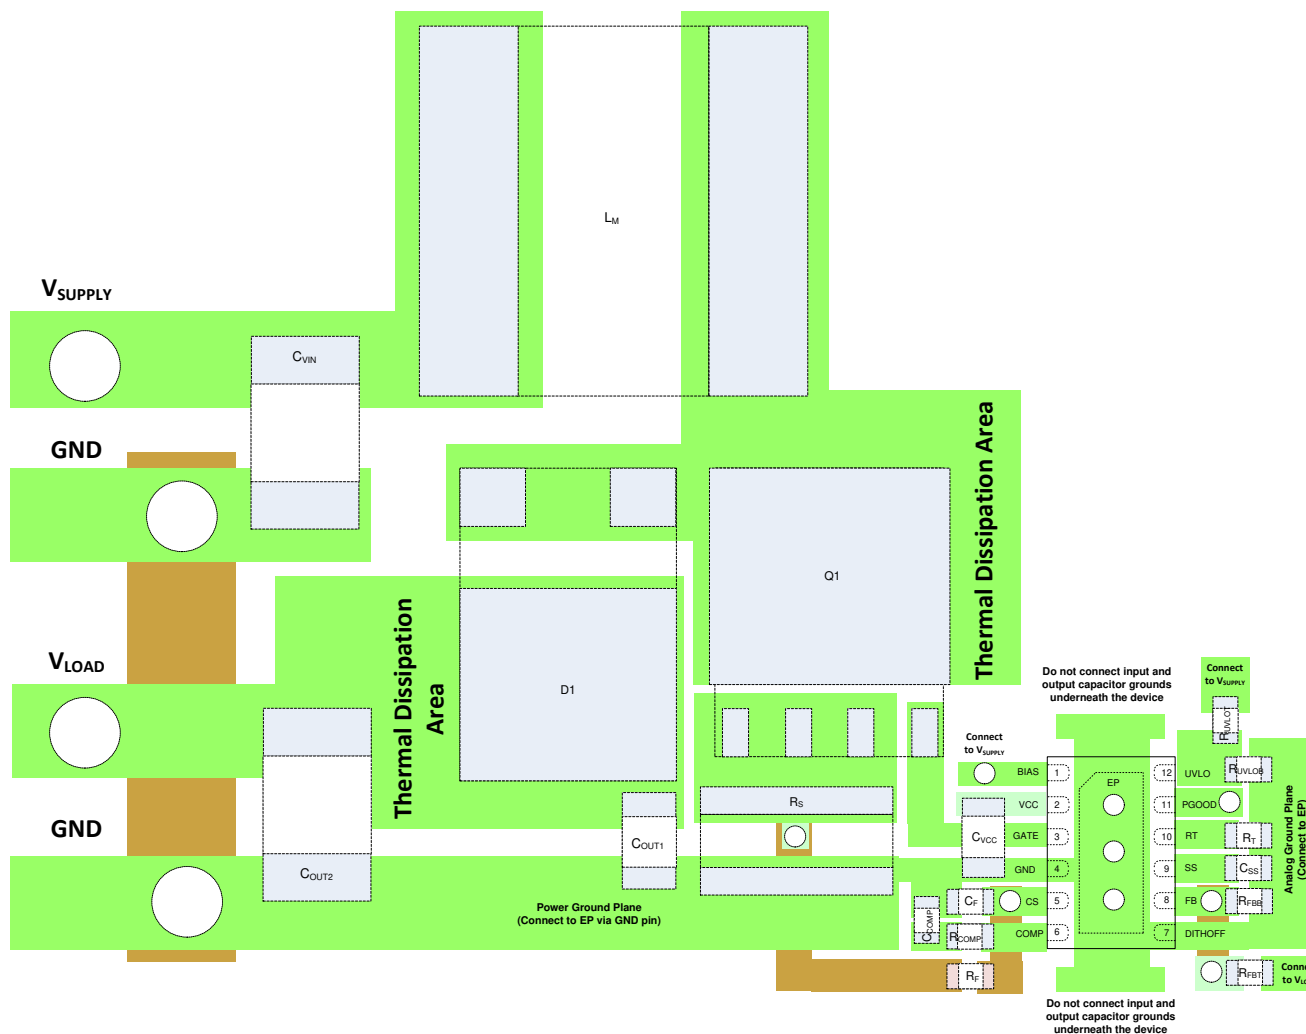 LM
VSUPPLY
CVIN
GND
Thermal Dissipation Area
Thermal Dissipation
Area
Q1
D1
VLOAD
GND
COUT2
COUT1
RS
Power Ground Plane
(Connect to EP via GND pin)
Do not connect input and
output capacitor grounds
underneath the device
Connect
to VSUPPLY
RUVLOT
Connect
to VSUPPLY
BIAS
1
EP
12
UVLO
RUVLOB
VCC
2
11
PGOOD
CVCC
GATE
3
10
RT
RT
GND
4
9
SS
CSS
CF
CS
5
8
FB
RFBB
CCOMP
RCOMP
COMP
6
7
DITHOFF
RF
RFBT
Analog Ground Plane
(Connect to EP)
Do not connect input and
output capacitor grounds
underneath the device